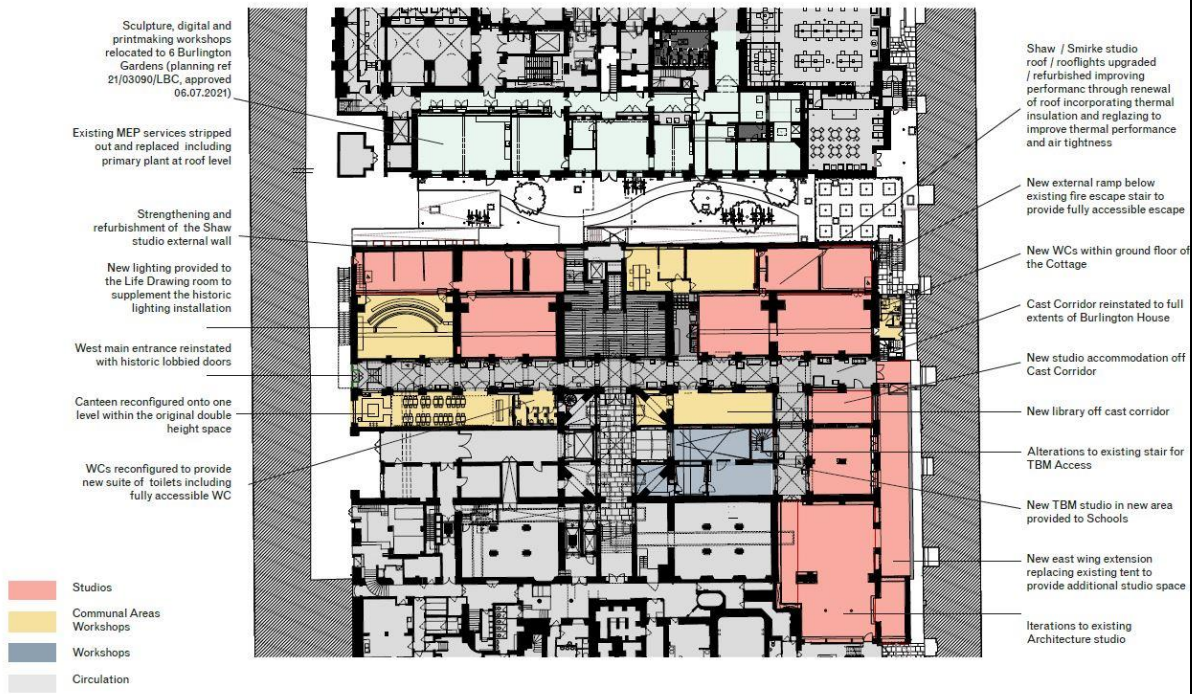 Sculpture, digital and
printmaking workshops
relocated to 6 Burlington
Gardens (planning ref
21/03090/LBC, approved
06.07.2021)
Existing MEP services stripped
out and replaced including
primary plant at roof level
Strengthening and
refurbishment of the Shaw
studio external wall
New lighting provided to
the Life Drawing room to
supplement the historic
lighting installation
West main entrance reinstated
with historic lobbied doors
Canteen reconfigured onto one
level within the original double
height space
WCs reconfigured to provide
new suite of toilets including
fully accessible WC
Studios
Communal Areas
Workshops
Workshops
Circulation
Shaw / Smirke studio
roof / rooflights upgraded
/ refurbished improving
performanc through renewal
of roof incorporating thermal
insulation and reglazing to
improve thermal performance
and air tightness
New external ramp below
existing fire escape stair to
provide fully accessible escape
New WCs within ground floor of
the Cottage
Cast Corridor reinstated to full
extents of Burlington House
New studio accommodation off
Cast Corridor
New library off cast corridor
Alterations to existing stair for
TBM Access
New TBM studio in new area
provided to Schools
New east wing extension
replacing existing tent to
provide additional studio space
Iterations to existing
Architecture studio